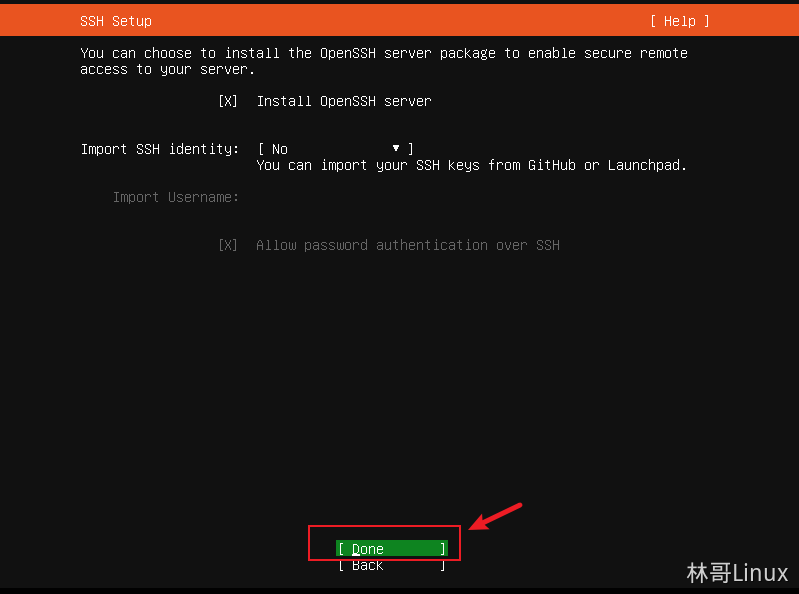 SSH Setup [ Help ]
You can choose to install the OpenSSH server package to enable secure remote
access to your server.
[X] Install OpenSSH server
Import SSH identity: [ No ▾ ]
You can import your SSH keys from GitHub or Launchpad.
Import Username:
[X] Allow password authentication over SSH
[ Done ]
[ Back ]
林哥Linux